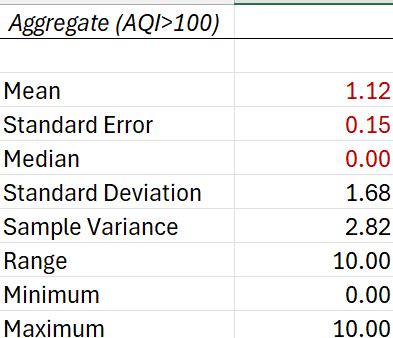 Aggregate (AQI>100)
Mean 1.12
Standard Error 0.15
Median 0.00
Standard Deviation 1.68
Sample Variance 2.82
Range 10.00
Minimum 0.00
Maximum 10.00